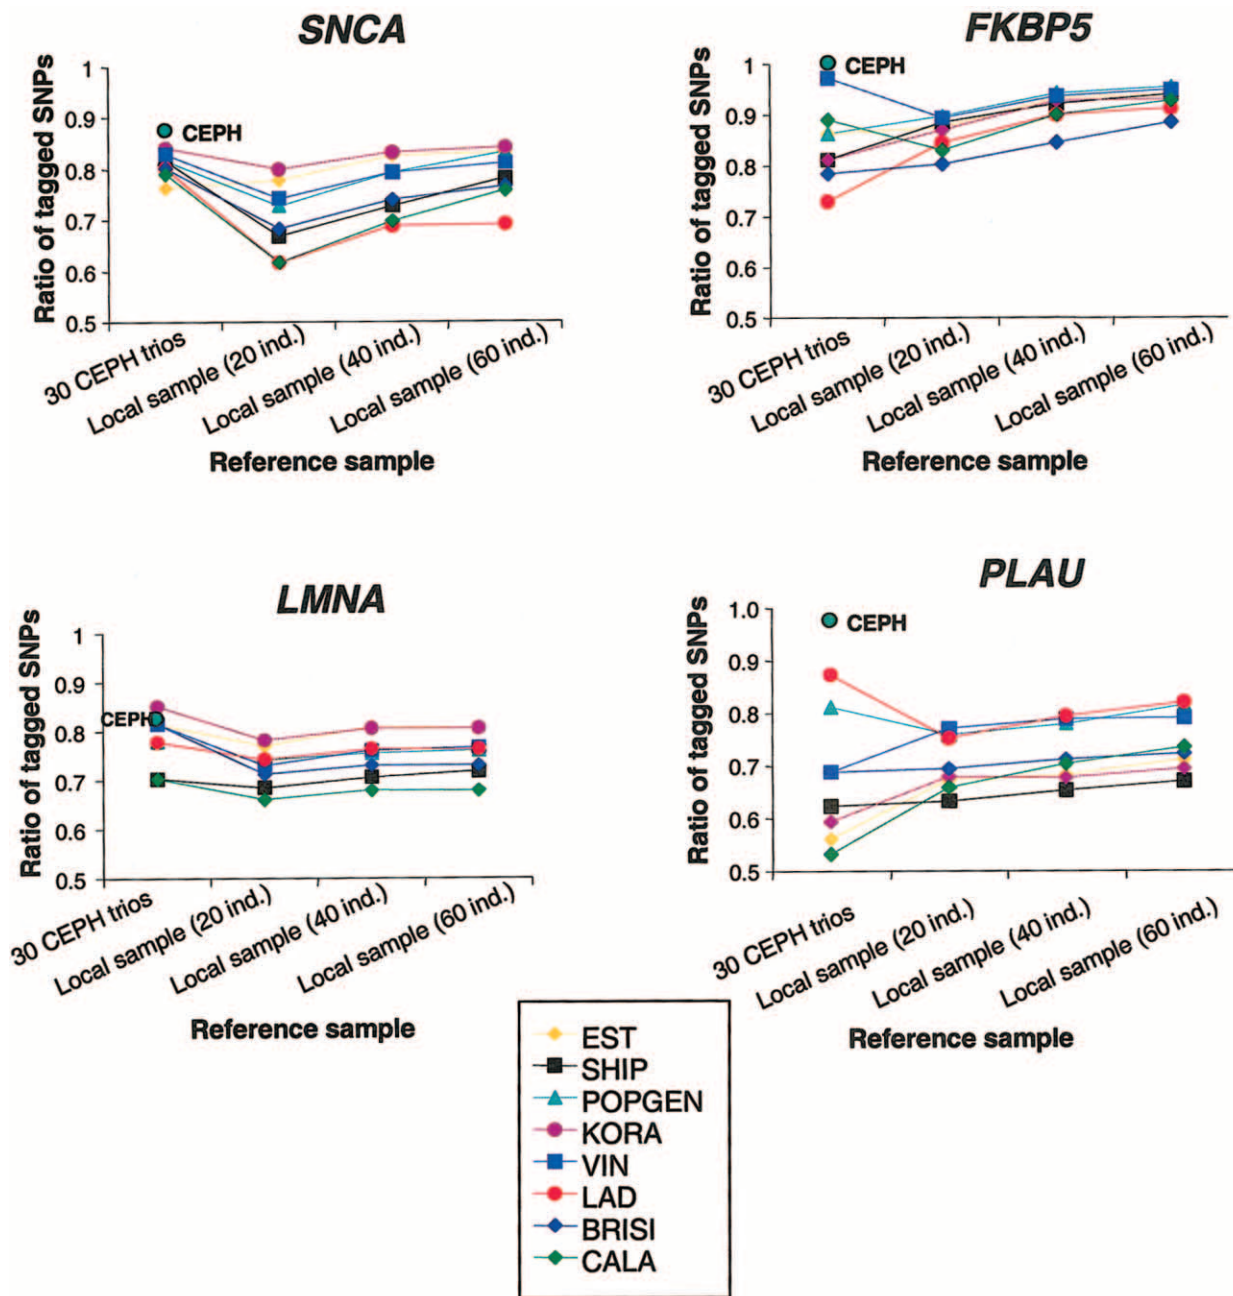 SNCA
1
0.9
0.8
0.7
0.6
0.5
Ratio of tagged SNPs
CEPH
30 CEPH trios
Local sample (20 ind.)
Local sample (40 ind.)
Local sample (60 ind.)
Reference sample
FKBP5
1
0.9
0.8
0.7
0.6
0.5
Ratio of tagged SNPs
CEPH
30 CEPH trios
Local sample (20 ind.)
Local sample (40 ind.)
Local sample (60 ind.)
Reference sample
LMNA
1
0.9
0.8
0.7
0.6
0.5
Ratio of tagged SNPs
CEPH
30 CEPH trios
Local sample (20 ind.)
Local sample (40 ind.)
Local sample (60 ind.)
Reference sample
PLAU
1.0
0.9
0.8
0.7
0.6
0.5
Ratio of tagged SNPs
CEPH
30 CEPH trios
Local sample (20 ind.)
Local sample (40 ind.)
Local sample (60 ind.)
Reference sample
EST
SHIP
POPGEN
KORA
VIN
LAD
BRISI
CALA